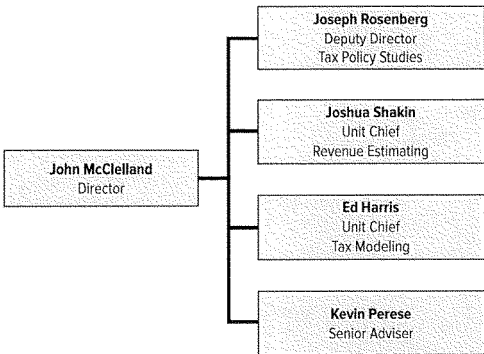 Joseph Rosenberg
Deputy Director
Tax Policy Studies
Joshua Shakin
Unit Chief
Revenue Estimating
John McClelland
Director
Ed Harris
Unit Chief
Tax Modeling
Kevin Perese
Senior Adviser